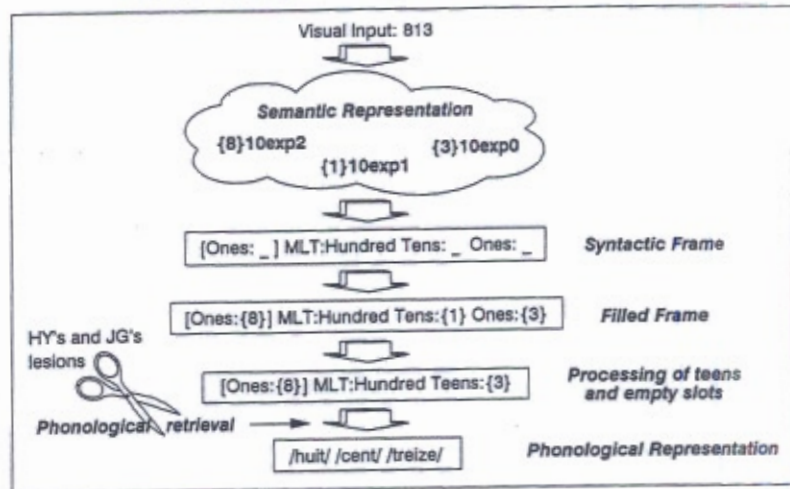 Visual Input: 813
Semantic Representation
{8}10exp2 {3}10exp0
{1}10exp1
[Ones: _ ] MLT:Hundred Tens: _ Ones: _ Syntactic Frame
[Ones:{8}] MLT:Hundred Tens:{1} Ones:{3} Filled Frame
HY's and JG's
lesions
[Ones:{8}] MLT:Hundred Teens:{3}
Processing of teens
and empty slots
Phonological retrieval
/huit/ /cent/ /treize/
Phonological Representation